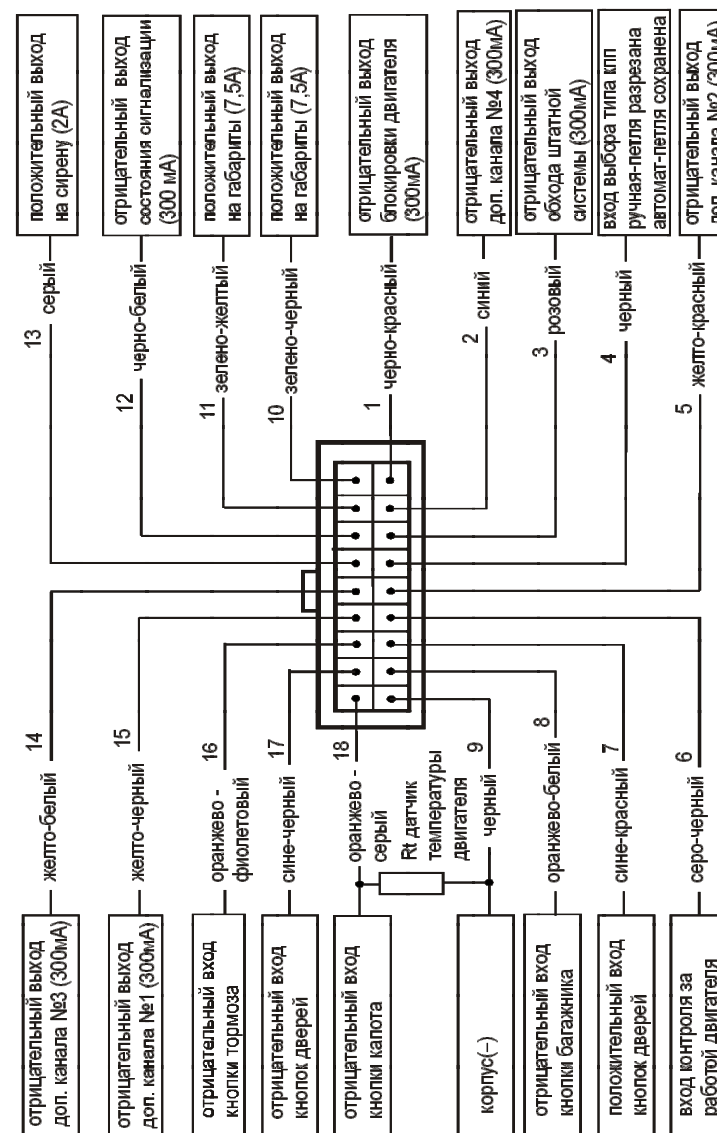 положительный выход
на сирену (2А)
серый
13
отрицательный выход
состояния сигнализации
(300 мА)
черно-белый
12
положительный выход
на габариты (7,5А)
зелено-желтый
11
положительный выход
на габариты (7,5А)
зелено-черный
10
отрицательный выход
блокировки двигателя
(300мА)
черно-красный
1
отрицательный выход
доп. канала №4 (300мА)
синий
2
отрицательный выход
обхода штатной
системы (300мА)
розовый
3
вход выбора типа кпп
ручная-петля разрезана
автомат-петля сохранена
черный
4
отрицательный выход
доп. канала №2 (300мА)
желто-красный
5
14
желто-белый
отрицательный выход
доп. канала №3 (300мА)
15
желто-черный
отрицательный выход
доп. канала №1 (300мА)
16
оранжево -
фиолетовый
отрицательный вход
кнопки тормоза
17
сине-черный
отрицательный вход
кнопок дверей
18
оранжево -
серый
отрицательный вход
кнопки капота
Rt датчик
температуры
двигателя
9
черный
корпус(-)
8
оранжево-белый
отрицательный вход
кнопки багажника
7
сине-красный
положительный вход
кнопок дверей
6
серо-черный
вход контроля за
работой двигателя